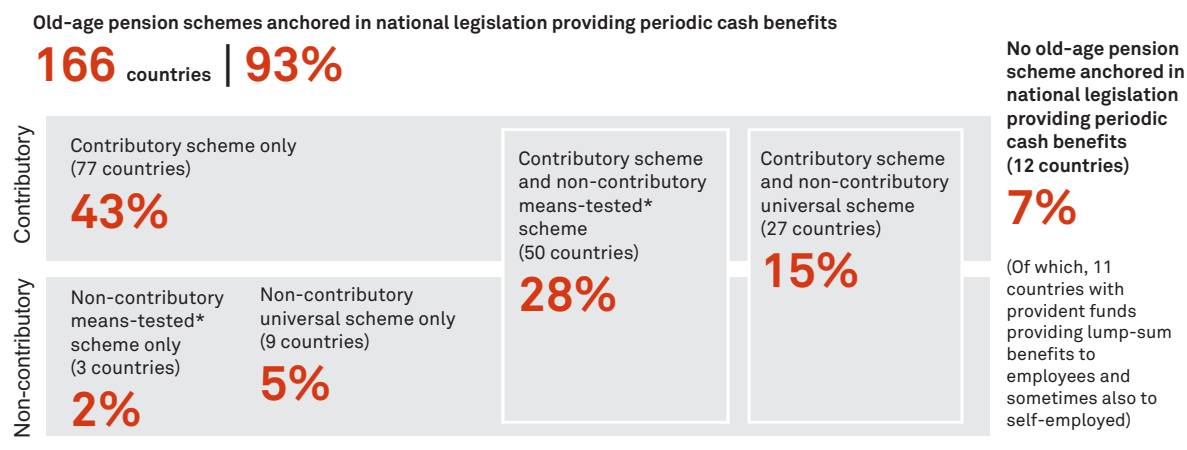 Old-age pension schemes anchored in national legislation providing periodic cash benefits
166 countries | 93%
Contributory
Contributory scheme only
(77 countries)
43%
Contributory scheme
and non-contributory
means-tested*
scheme
(50 countries)
28%
Contributory scheme
and non-contributory
universal scheme
(27 countries)
15%
Non-contributory
Non-contributory
means-tested*
scheme only
(3 countries)
2%
Non-contributory
universal scheme only
(9 countries)
5%
No old-age pension
scheme anchored in
national legislation
providing periodic
cash benefits
(12 countries)
7%
(Of which, 11
countries with
provident funds
providing lump-sum
benefits to
employees and
sometimes also to
self-employed)